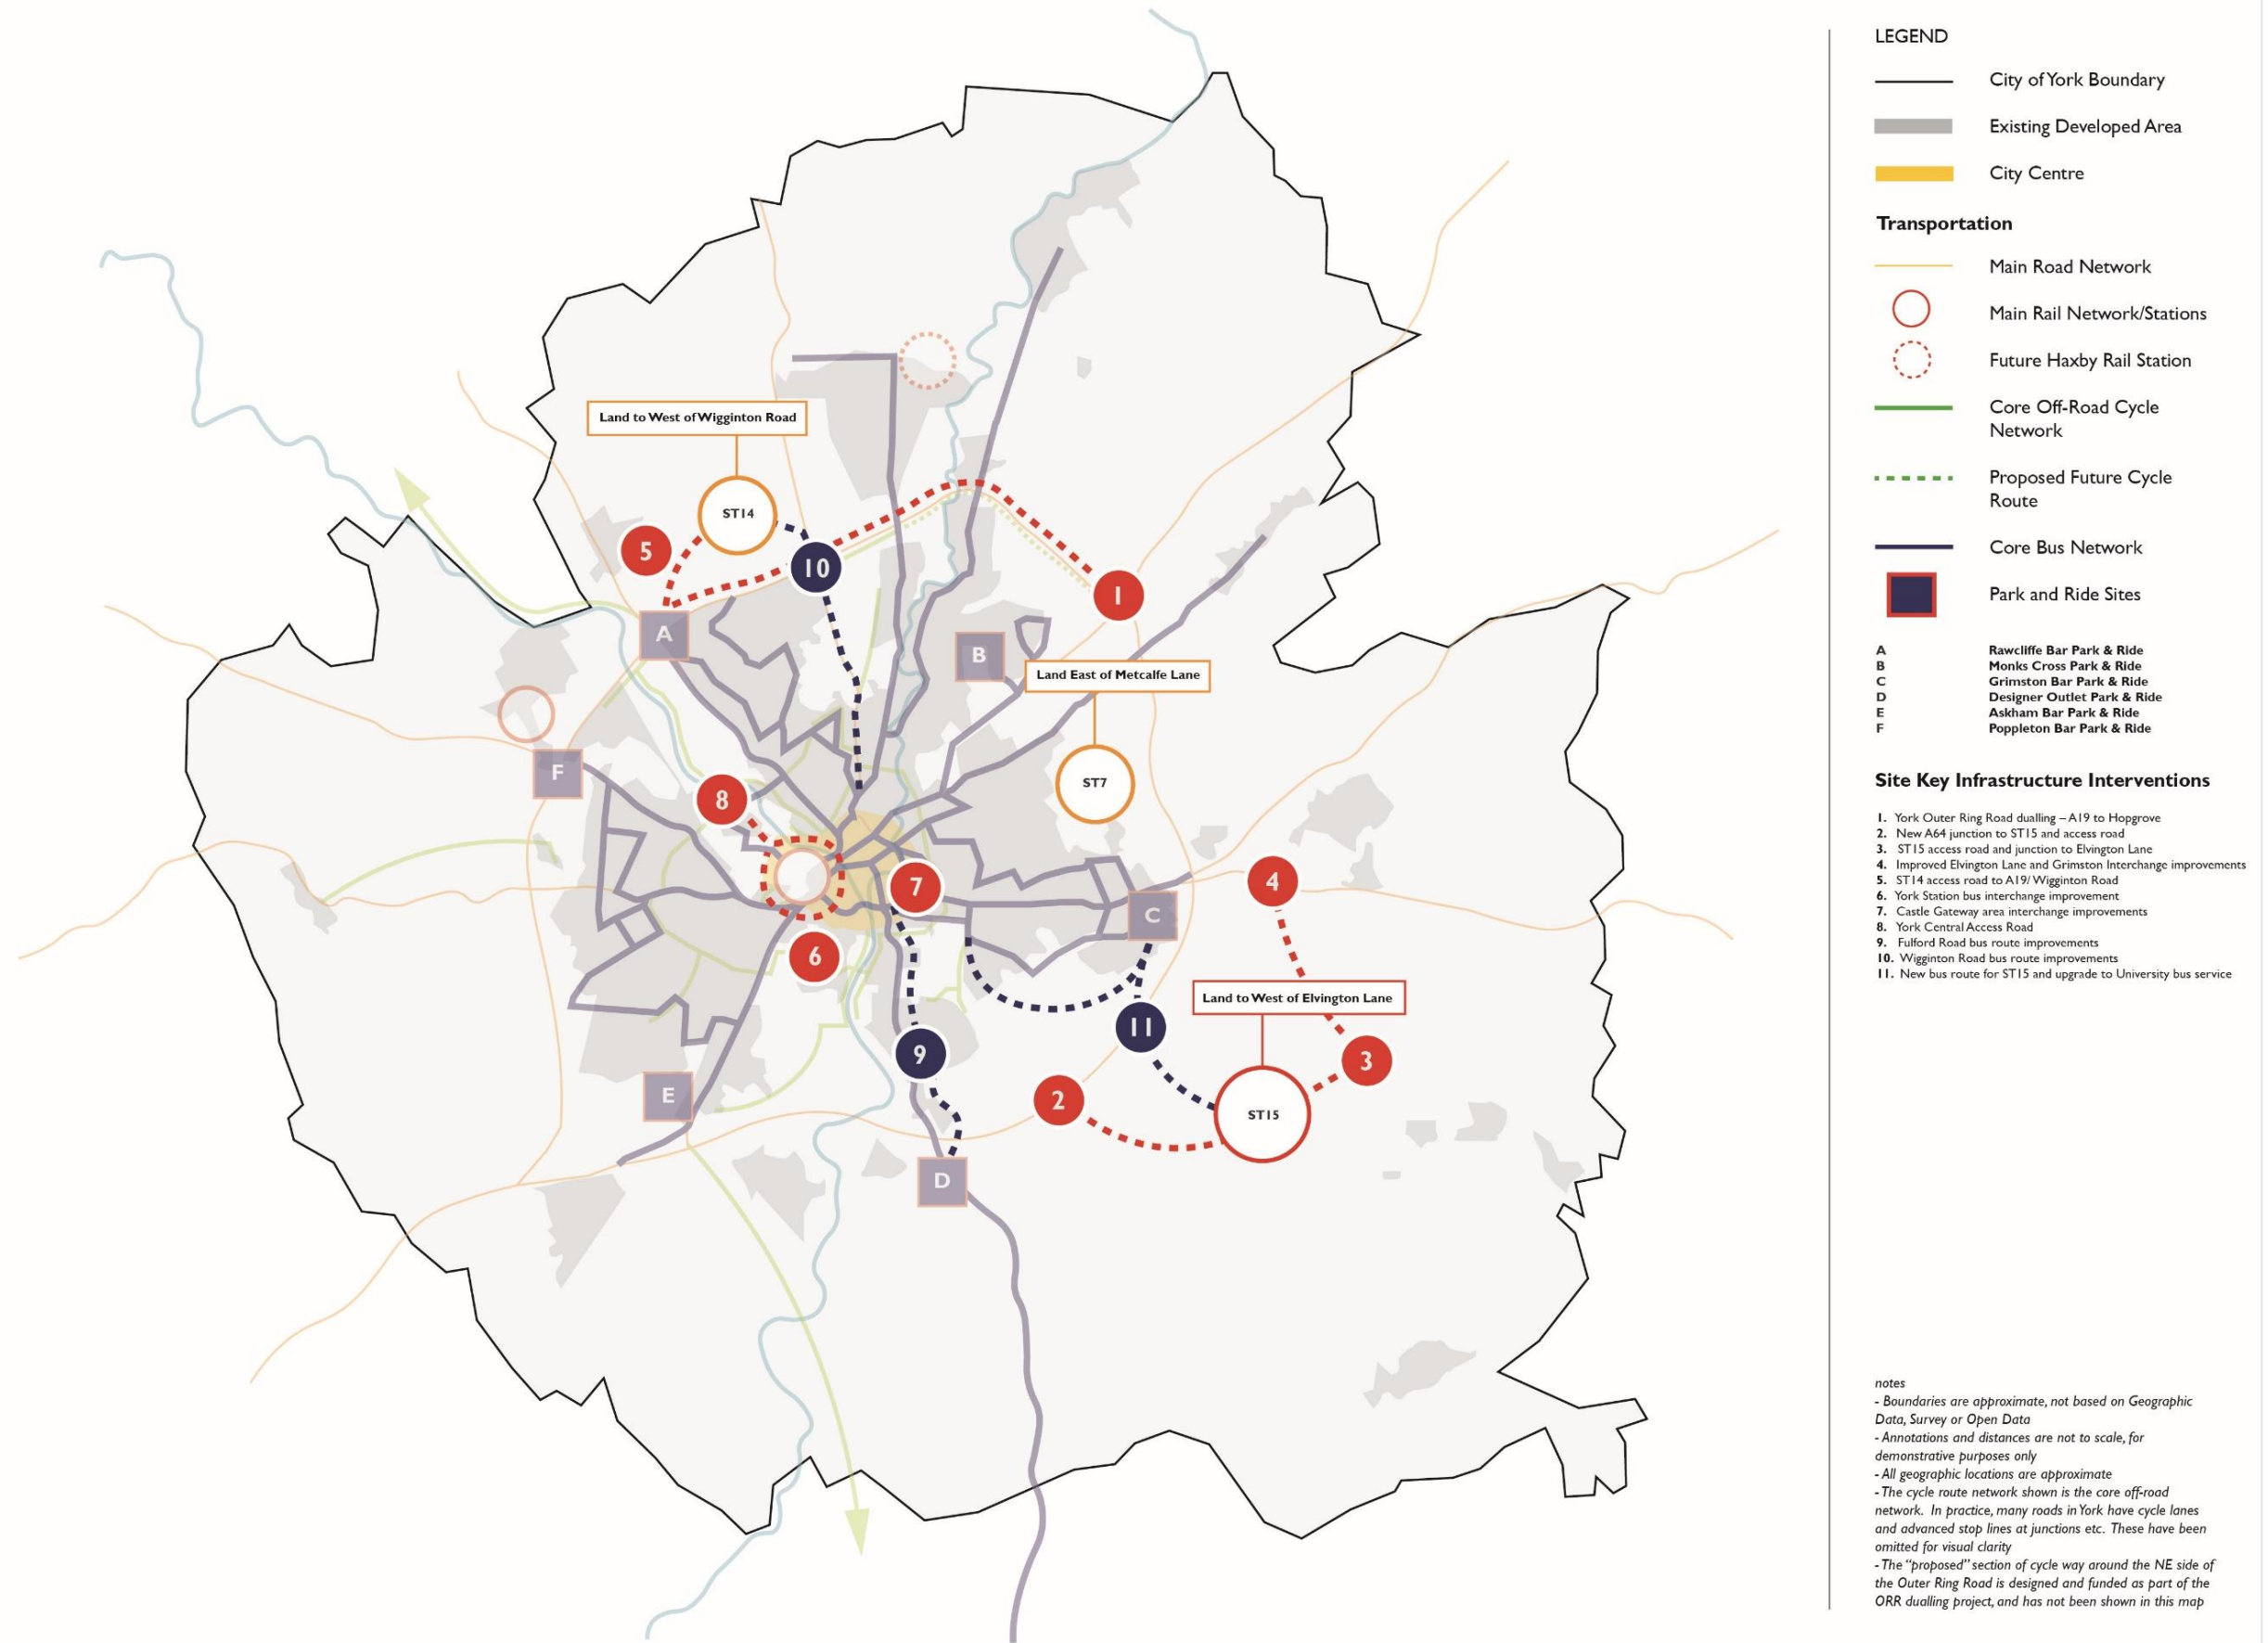 Land to West of Wigginton Road
ST14
5
10
1
A
B
Land East of Metcalfe Lane
F
8
ST7
7
4
C
6
Land to West of Elvington Lane
11
9
3
E
2
ST15
D
LEGEND
City of York Boundary
Existing Developed Area
City Centre
Transportation
Main Road Network
Main Rail Network/Stations
Future Haxby Rail Station
Core Off-Road Cycle
Network
Proposed Future Cycle
Route
Core Bus Network
Park and Ride Sites
A Rawcliffe Bar Park & Ride
B Monks Cross Park & Ride
C Grimston Bar Park & Ride
D Designer Outlet Park & Ride
E Askham Bar Park & Ride
F Poppleton Bar Park & Ride
Site Key Infrastructure Interventions
1. York Outer Ring Road dualling – A19 to Hopgrove
2. New A64 junction to ST15 and access road
3. ST15 access road and junction to Elvington Lane
4. Improved Elvington Lane and Grimston Interchange improvements
5. ST14 access road to A19/ Wigginton Road
6. York Station bus interchange improvement
7. Castle Gateway area interchange improvements
8. York Central Access Road
9. Fulford Road bus route improvements
10. Wigginton Road bus route improvements
11. New bus route for ST15 and upgrade to University bus service
notes
- Boundaries are approximate, not based on Geographic
Data, Survey or Open Data
- Annotations and distances are not to scale, for
demonstrative purposes only
- All geographic locations are approximate
- The cycle route network shown is the core off-road
network. In practice, many roads in York have cycle lanes
and advanced stop lines at junctions etc. These have been
omitted for visual clarity
- The “proposed” section of cycle way around the NE side of
the Outer Ring Road is designed and funded as part of the
ORR dualling project, and has not been shown in this map